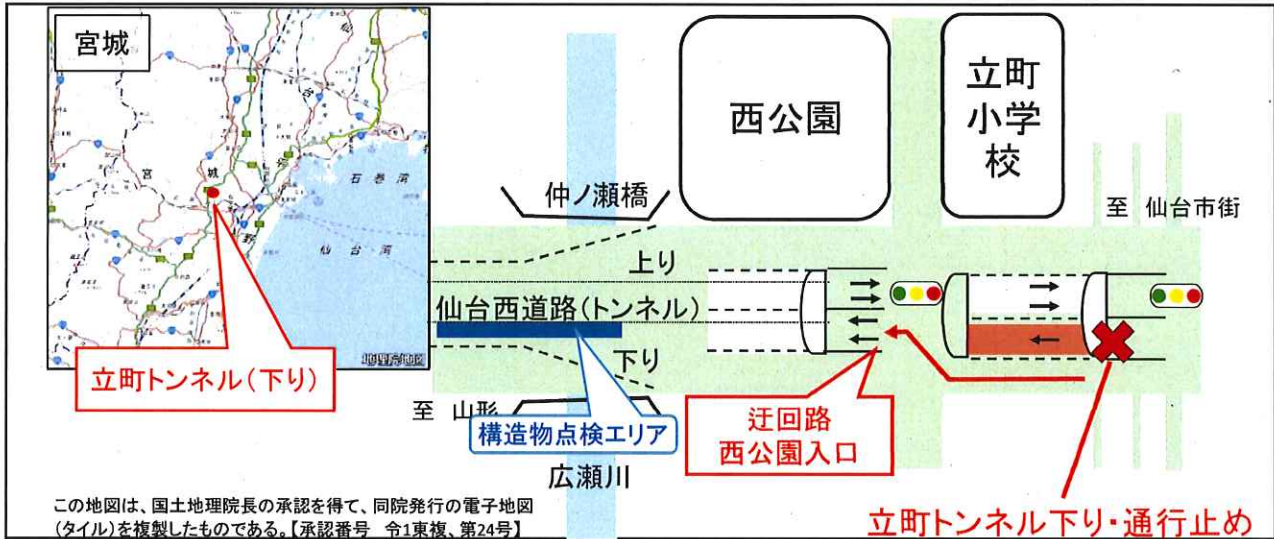 宮城
石巻湾
仙台湾
地理院地図
立町トンネル(下り)
西公園
立町
小学
校
仲ノ瀬橋
至 仙台市街
上り
仙台西道路(トンネル)
下り
至 山形
構造物点検エリア
広瀬川
迂回路
西公園入口
立町トンネル下り・通行止め
この地図は、国土地理院長の承認を得て、同院発行の電子地図
(タイル)を複製したものである。【承認番号 令1東複、第24号】